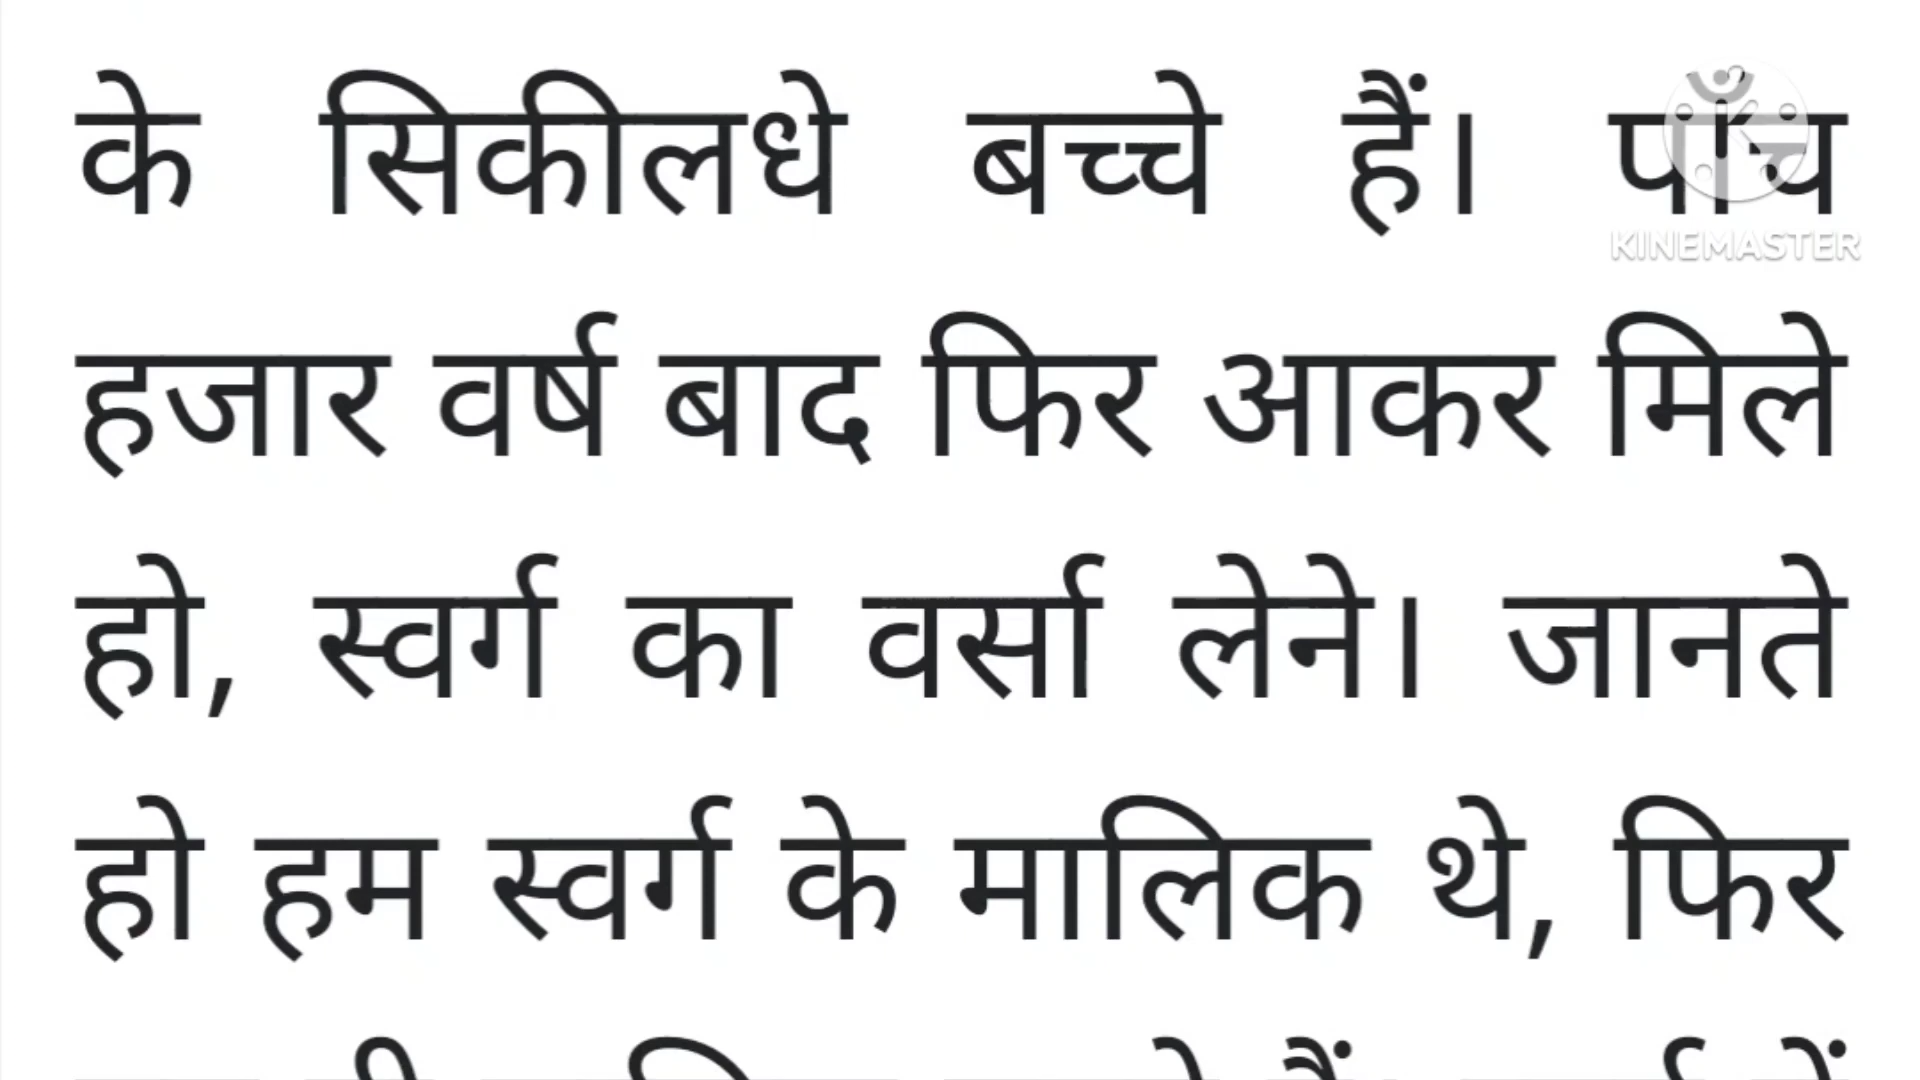 के सिकीलधे बच्चे हैं। पांच
KINEMASTER
हजार वर्ष बाद फिर आकर मिले
हो, स्वर्ग का वर्सा लेने। जानते
हो हम स्वर्ग के मालिक थे, फिर